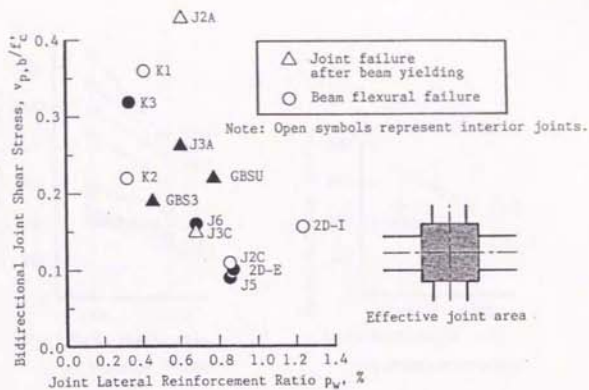 Bidirectional Joint Shear Stress, v p,b/f'c
0.4
0.3
0.2
0.1
0.0
J2A
K1
K3
J3A
K2
GBSU
GBS3
J6
J3C
2D-I
J2C
2D-E
J5
0.0 0.2 0.4 0.6 0.8 1.0 1.2 1.4
Joint Lateral Reinforcement Ratio pw, %
Joint failure
after beam yielding
Beam flexural failure
Note: Open symbols represent interior joints.
Effective joint area